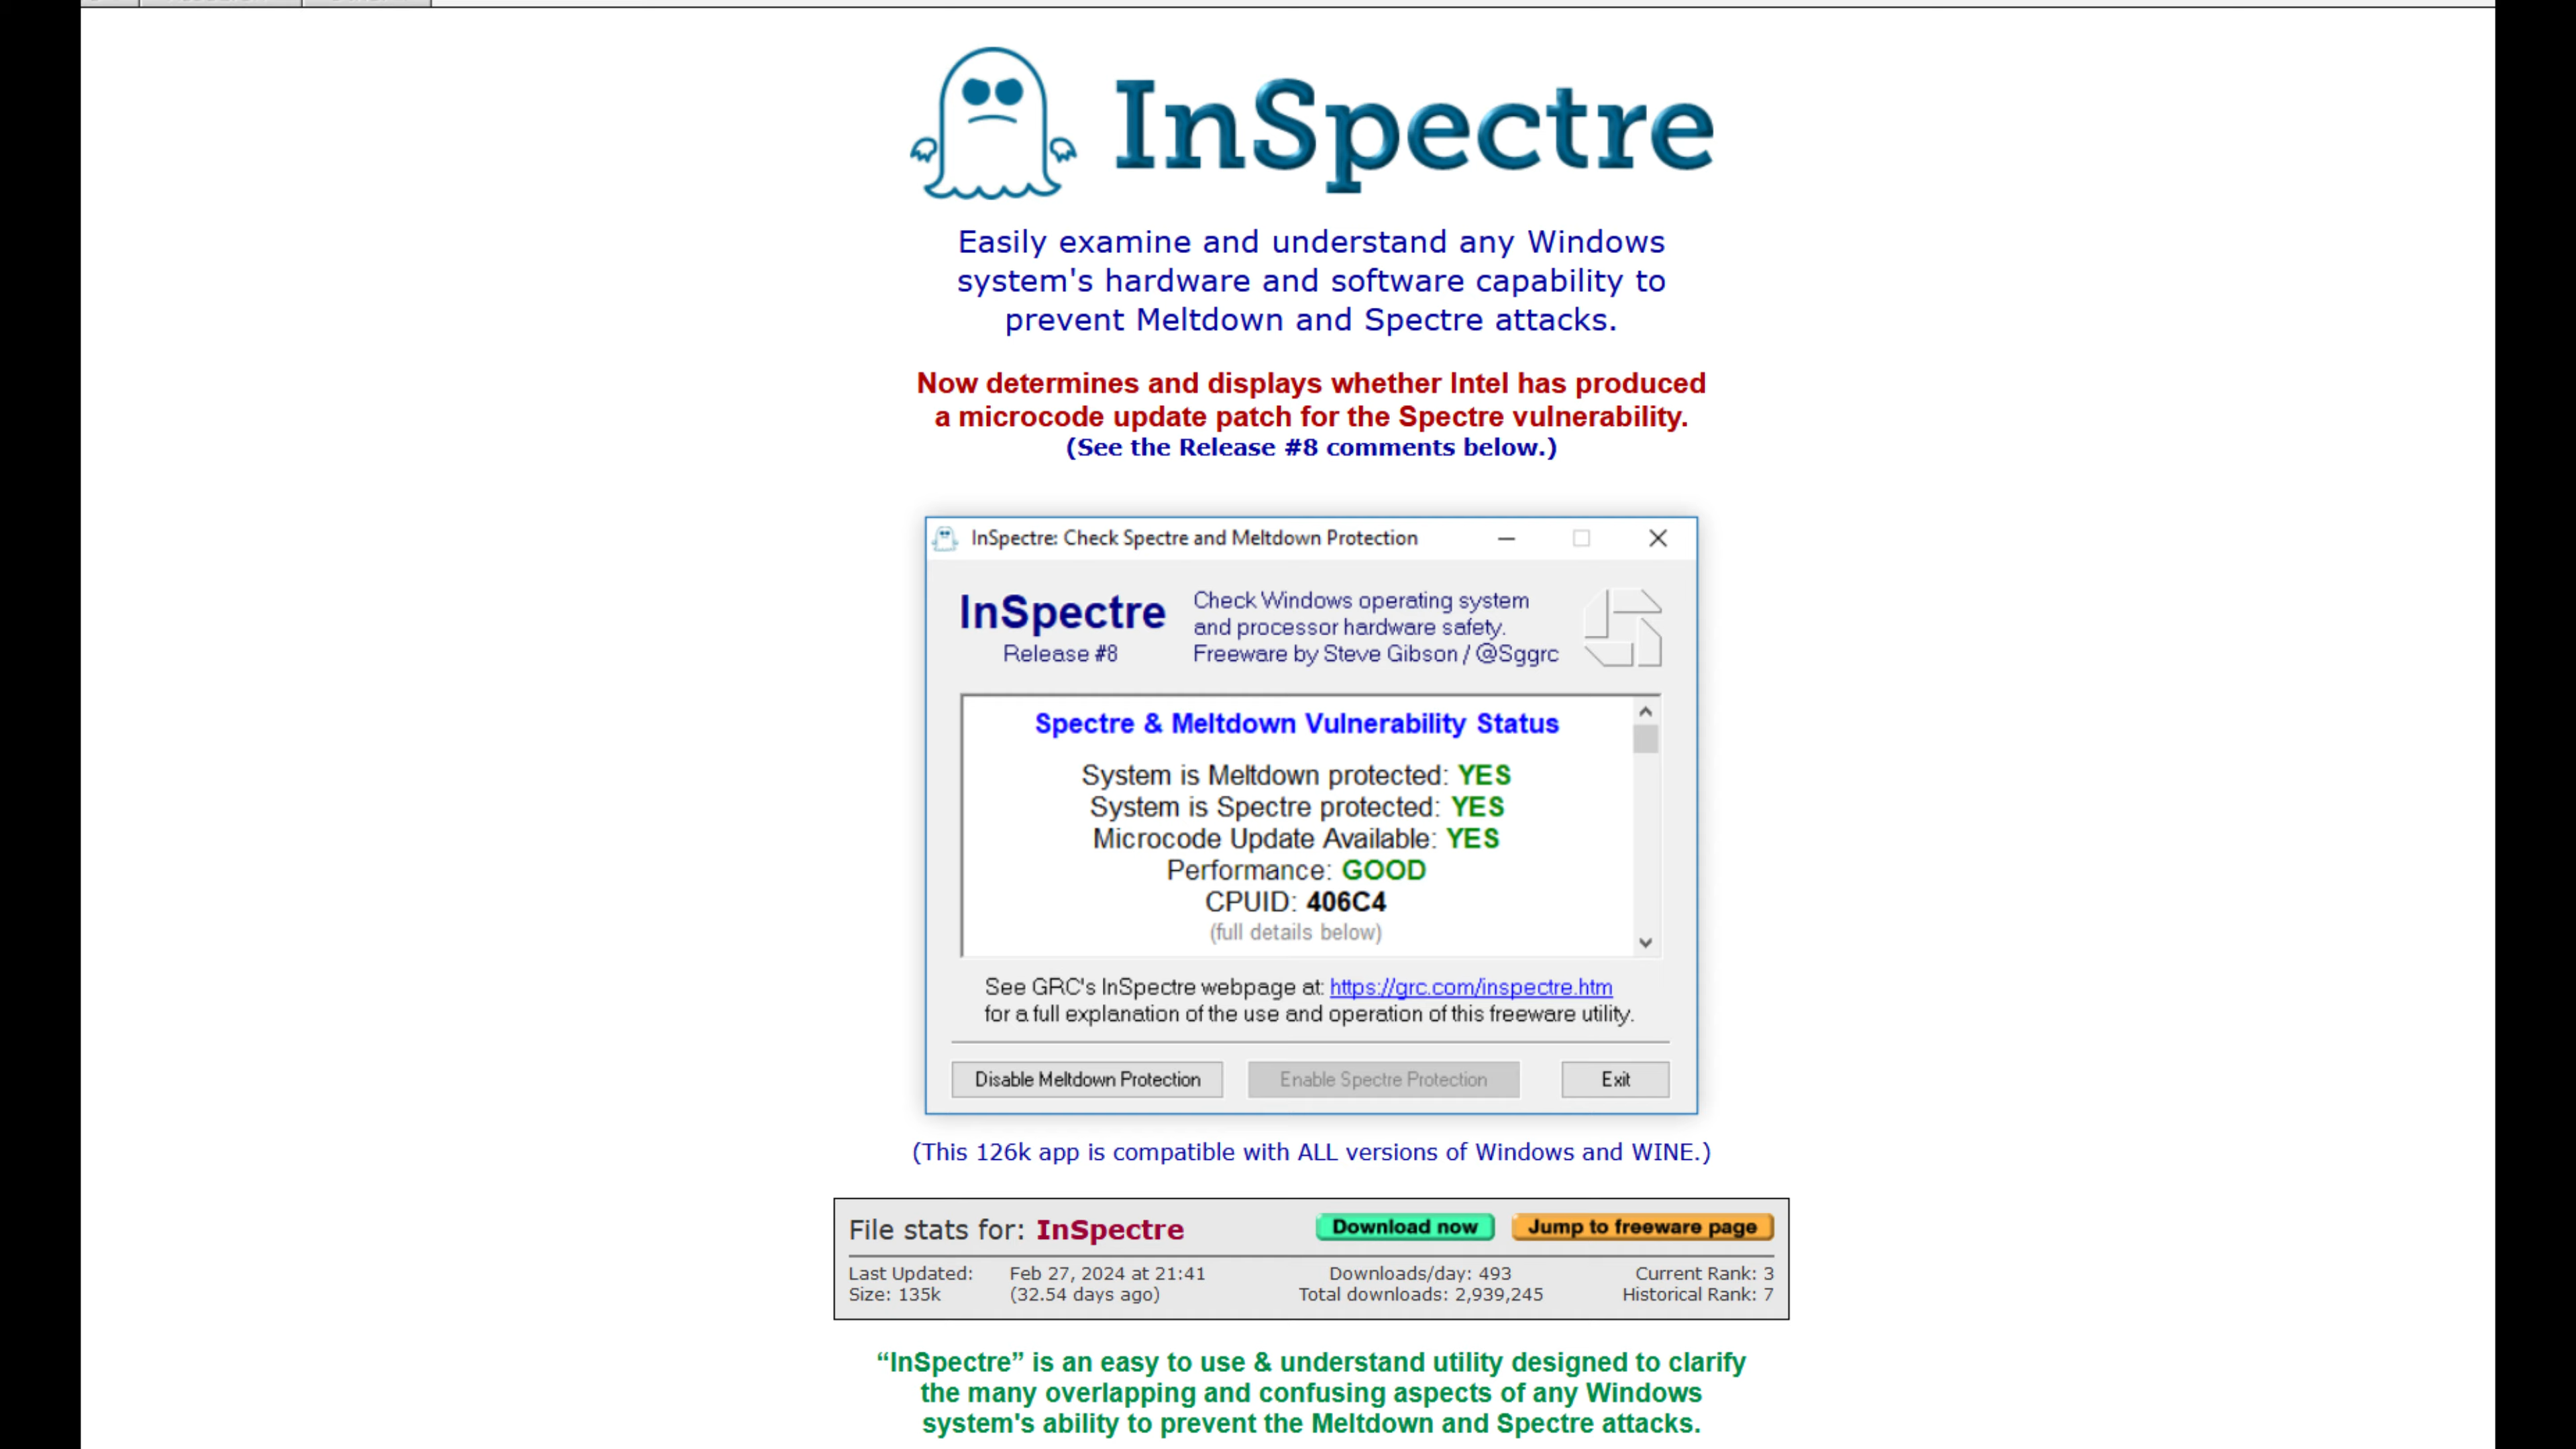 InSpectre
Easily examine and understand any Windows
system's hardware and software capability to
prevent Meltdown and Spectre attacks.
Now determines and displays whether Intel has produced
a microcode update patch for the Spectre vulnerability.
(See the Release #8 comments below.)
InSpectre: Check Spectre and Meltdown Protection
InSpectre
Release #8
Check Windows operating system
and processor hardware safety.
Freeware by Steve Gibson / @Sggrc
Spectre & Meltdown Vulnerability Status
System is Meltdown protected: YES
System is Spectre protected: YES
Microcode Update Available: YES
Performance: GOOD
CPUID: 406C4
(full details below)
See GRC's InSpectre webpage at: https://grc.com/inspectre.htm
for a full explanation of the use and operation of this freeware utility.
Disable Meltdown Protection
Enable Spectre Protection
Exit
(This 126k app is compatible with ALL versions of Windows and WINE.)
File stats for: InSpectre
Download now
Jump to freeware page
Last Updated: Feb 27, 2024 at 21:41 Downloads/day: 493 Current Rank: 3
Size: 135k (32.54 days ago) Total downloads: 2,939,245 Historical Rank: 7
“InSpectre” is an easy to use & understand utility designed to clarify
the many overlapping and confusing aspects of any Windows
system's ability to prevent the Meltdown and Spectre attacks.